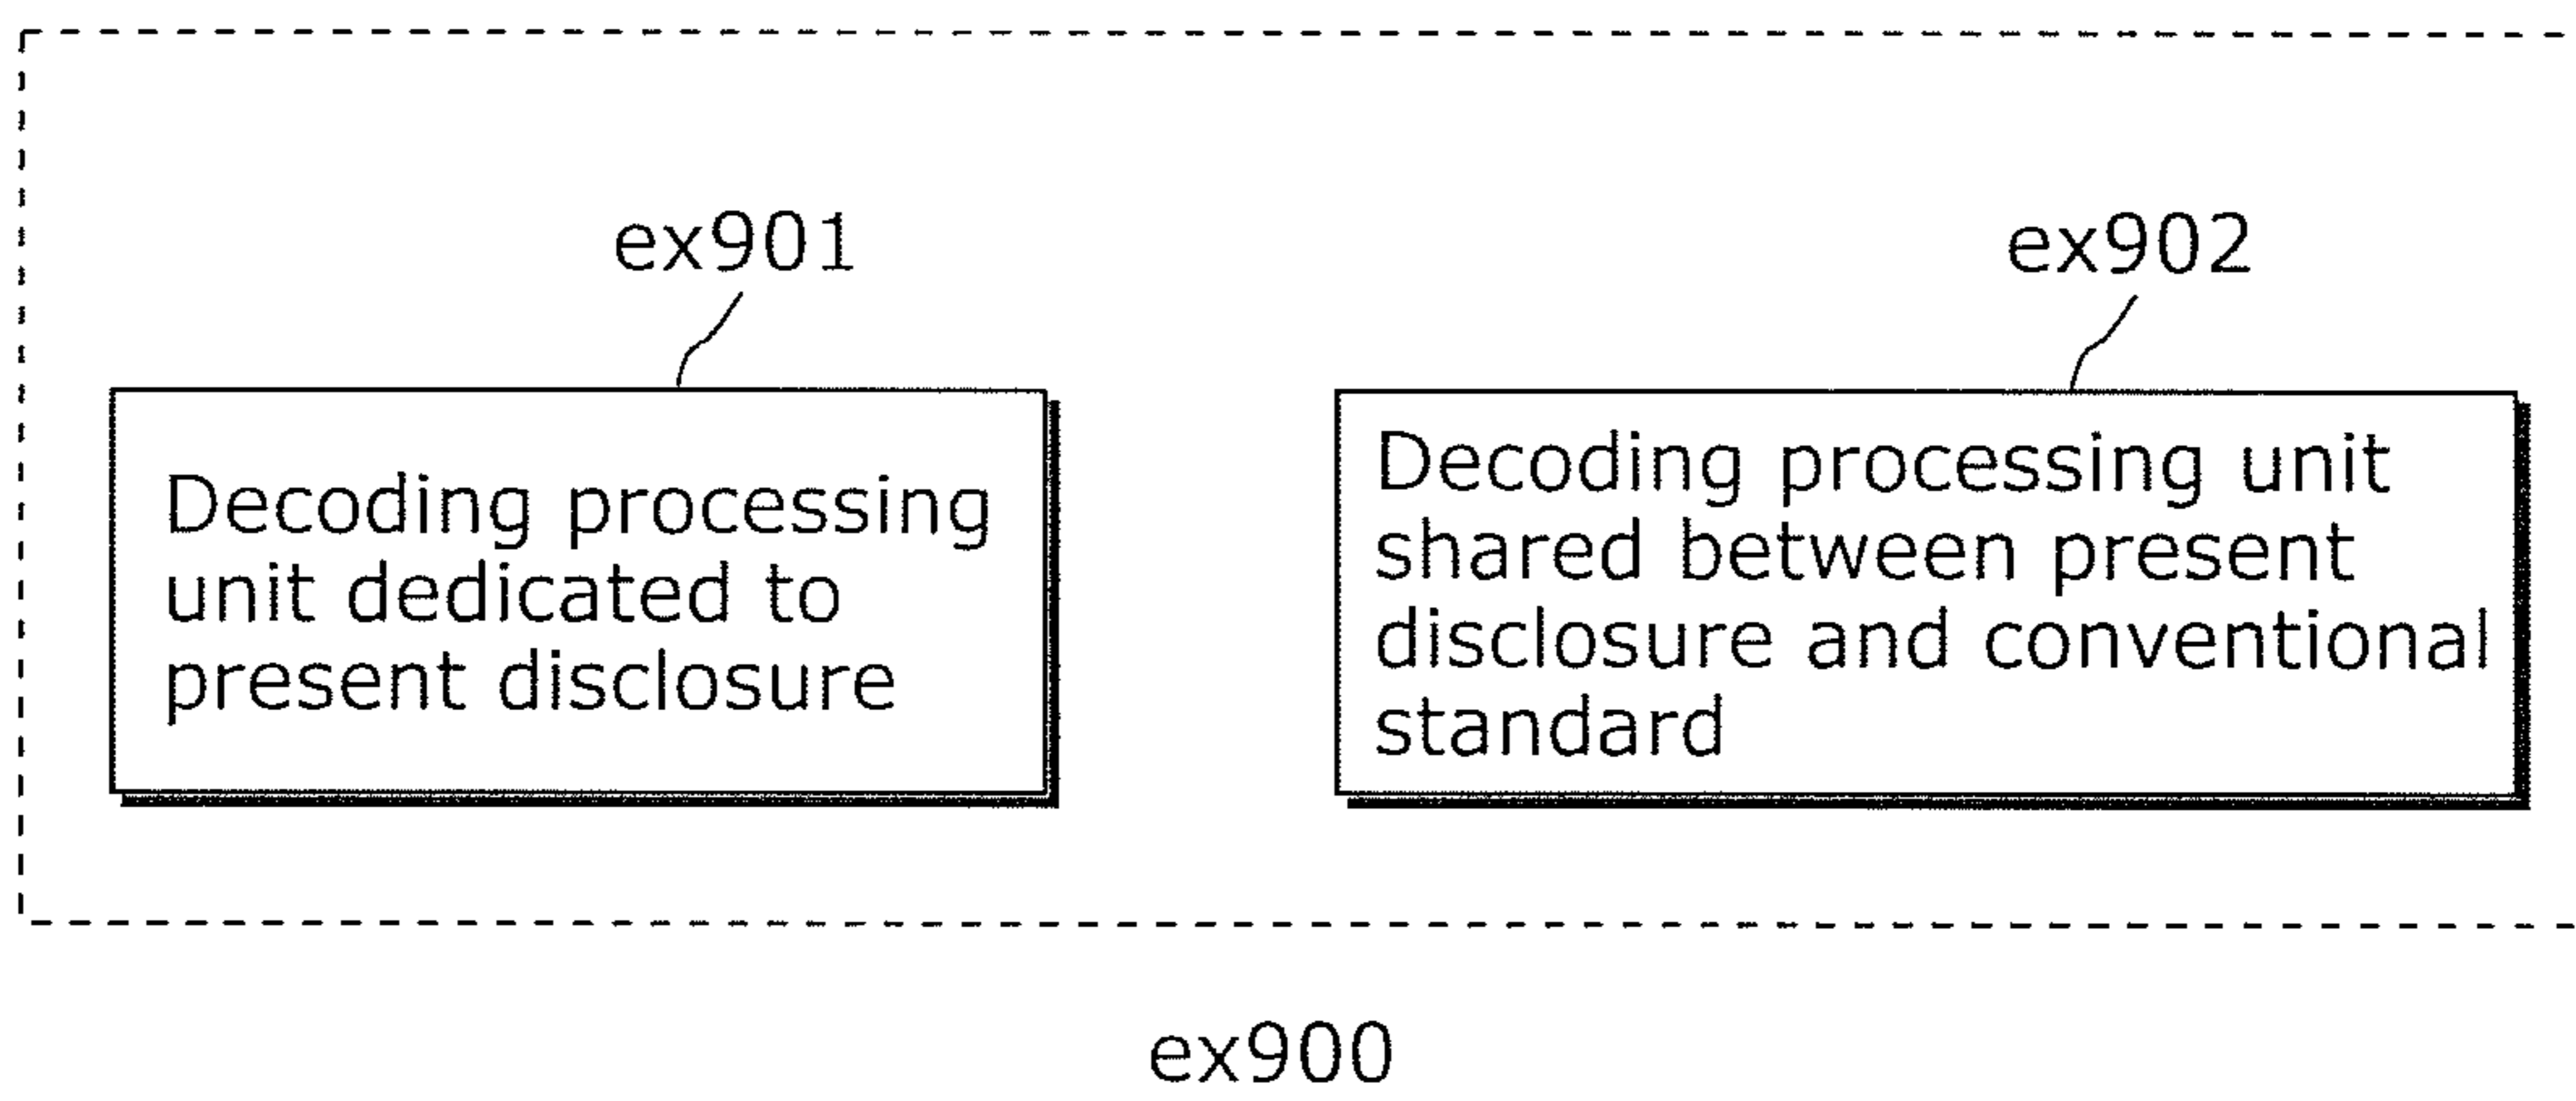 ex901
ex902
Decoding processing
unit dedicated to
present disclosure
Decoding processing unit
shared between present
disclosure and conventional
standard
ex900